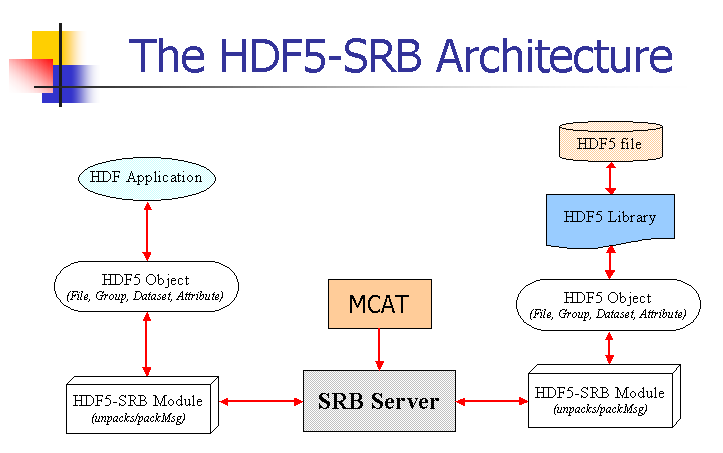 The HDF5-SRB Architecture
HDF5 file
HDF Application
HDF5 Library
HDF5 Object
(File, Group, Dataset, Attribute)
MCAT
HDF5 Object
(File, Group, Dataset, Attribute)
HDF5-SRB Module
(unpacks/packMsg)
SRB Server
HDF5-SRB Module
(unpacks/packMsg)